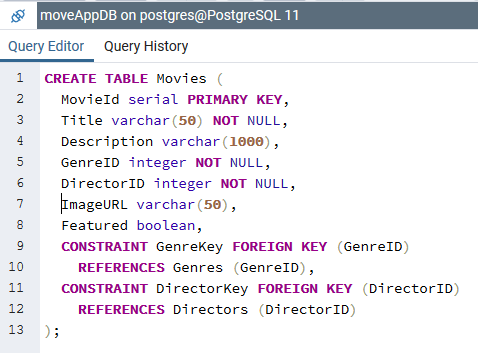 moveAppDB on postgres@PostgreSQL 11
Query Editor Query History
1 CREATE TABLE Movies (
2 MovieId serial PRIMARY KEY,
3 Title varchar(50) NOT NULL,
4 Description varchar(1000),
5 GenreID integer NOT NULL,
6 DirectorID integer NOT NULL,
7 ImageURL varchar(50),
8 Featured boolean,
9 CONSTRAINT GenreKey FOREIGN KEY (GenreID)
10 REFERENCES Genres (GenreID),
11 CONSTRAINT DirectorKey FOREIGN KEY (DirectorID)
12 REFERENCES Directors (DirectorID)
13 );